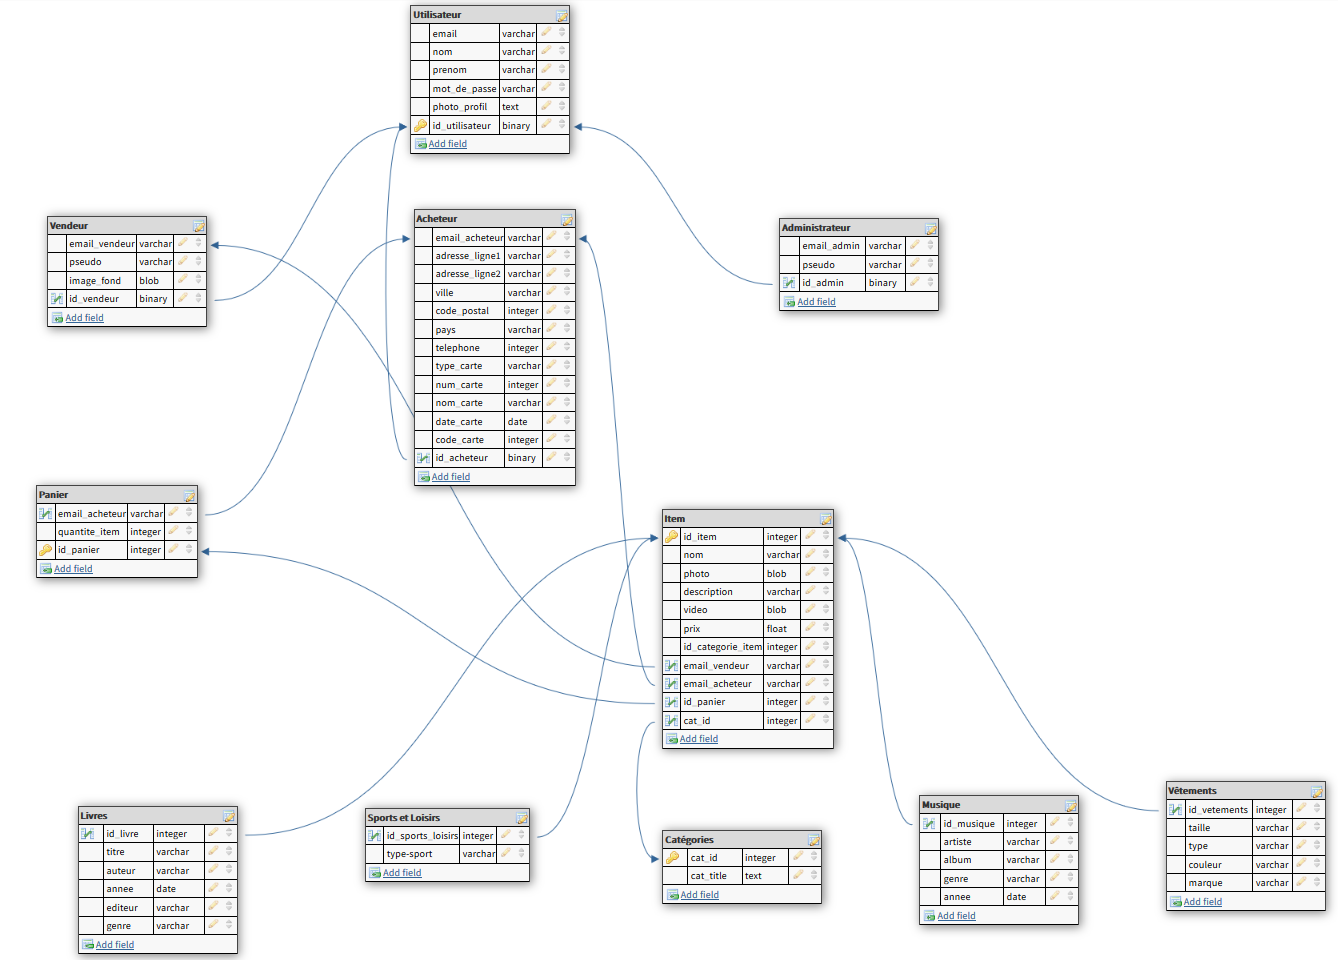 Utilisateur
email varchar
nom varchar
prenom varchar
mot_de_passe varchar
photo_profil text
id_utilisateur binary
Add field
Vendeur
email_vendeur varchar
pseudo varchar
image_fond blob
id_vendeur binary
Add field
Acheteur
email_acheteur varchar
adresse_ligne1 varchar
adresse_ligne2 varchar
ville varchar
code_postal integer
pays varchar
telephone integer
type_carte varchar
num_carte integer
nom_carte varchar
date_carte date
code_carte integer
id_acheteur binary
Add field
Administrateur
email_admin varchar
pseudo varchar
id_admin binary
Add field
Panier
email_acheteur varchar
quantite_item integer
id_panier integer
Add field
Item
id_item integer
nom varchar
photo blob
description varchar
video blob
prix float
id_categorie_item integer
email_vendeur varchar
email_acheteur varchar
id_panier integer
cat_id integer
Add field
Livres
id_livre integer
titre varchar
auteur varchar
annee date
editeur varchar
genre varchar
Add field
Sports et Loisirs
id_sports_loisirs integer
type-sport varchar
Add field
Catégories
cat_id integer
cat_title text
Add field
Musique
id_musique integer
artiste varchar
album varchar
genre varchar
annee date
Add field
Vêtements
id_vetements integer
taille varchar
type varchar
couleur varchar
marque varchar
Add field